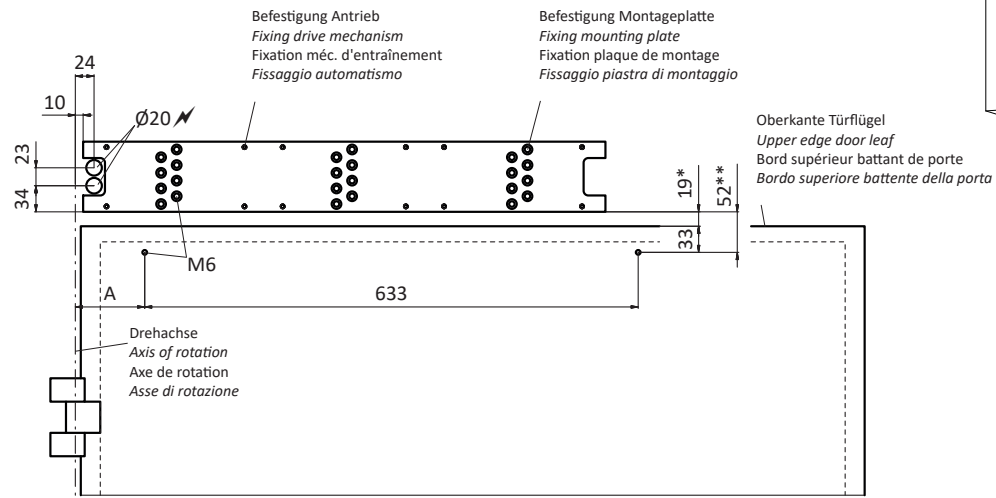 Befestigung Antrieb
Fixing drive mechanism
Fixation méc. d'entraînement
Fissaggio automatismo
Befestigung Montageplatte
Fixing mounting plate
Fixation plaque de montage
Fissaggio piastra di montaggio
24
10
Ø20
23
34
Oberkante Türflügel
Upper edge door leaf
Bord supérieur battant de porte
Bordo superiore battente della porta
19*
52**
33
M6
A
633
Drehachse
Axis of rotation
Axe de rotation
Asse di rotazione